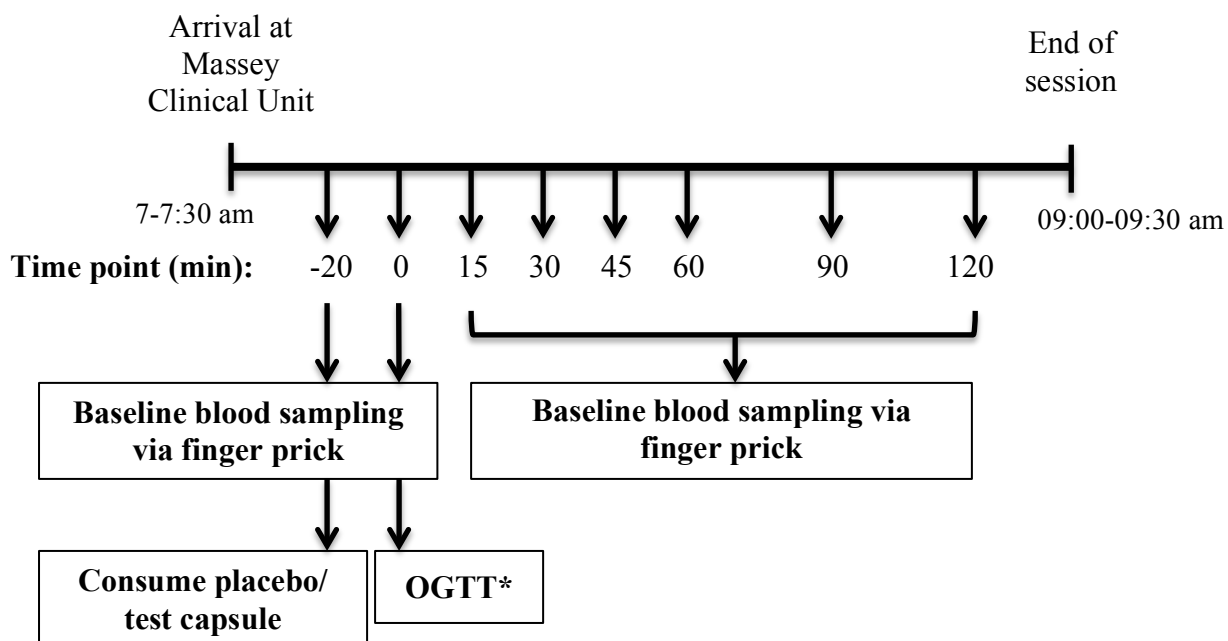 Arrival at
Massey
Clinical Unit
End of
session
7-7:30 am
09:00-09:30 am
Time point (min): -20 0 15 30 45 60 90 120
Baseline blood sampling
via finger prick
Baseline blood sampling via
finger prick
Consume placebo/
test capsule
OGTT*